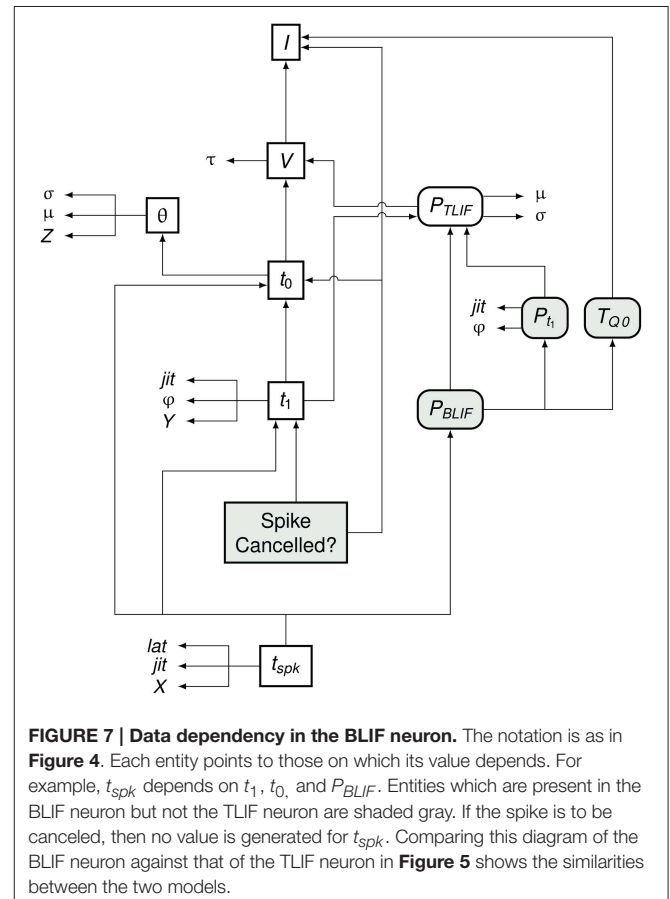 I
τ
V
σ
μ
Z
θ
P_TLIF
μ
σ
t_0
jit
φ
P_t_1
T_Q0
jit
φ
Y
t_1
P_BLIF
Spike
Cancelled?
lat
jit
X
t_spk
FIGURE 7 | Data dependency in the BLIF neuron. The notation is as in
Figure 4. Each entity points to those on which its value depends. For
example, t_spk depends on t_1, t_0, and P_BLIF. Entities which are present in the
BLIF neuron but not the TLIF neuron are shaded gray. If the spike is to be
canceled, then no value is generated for t_spk. Comparing this diagram of the
BLIF neuron against that of the TLIF neuron in Figure 5 shows the similarities
between the two models.